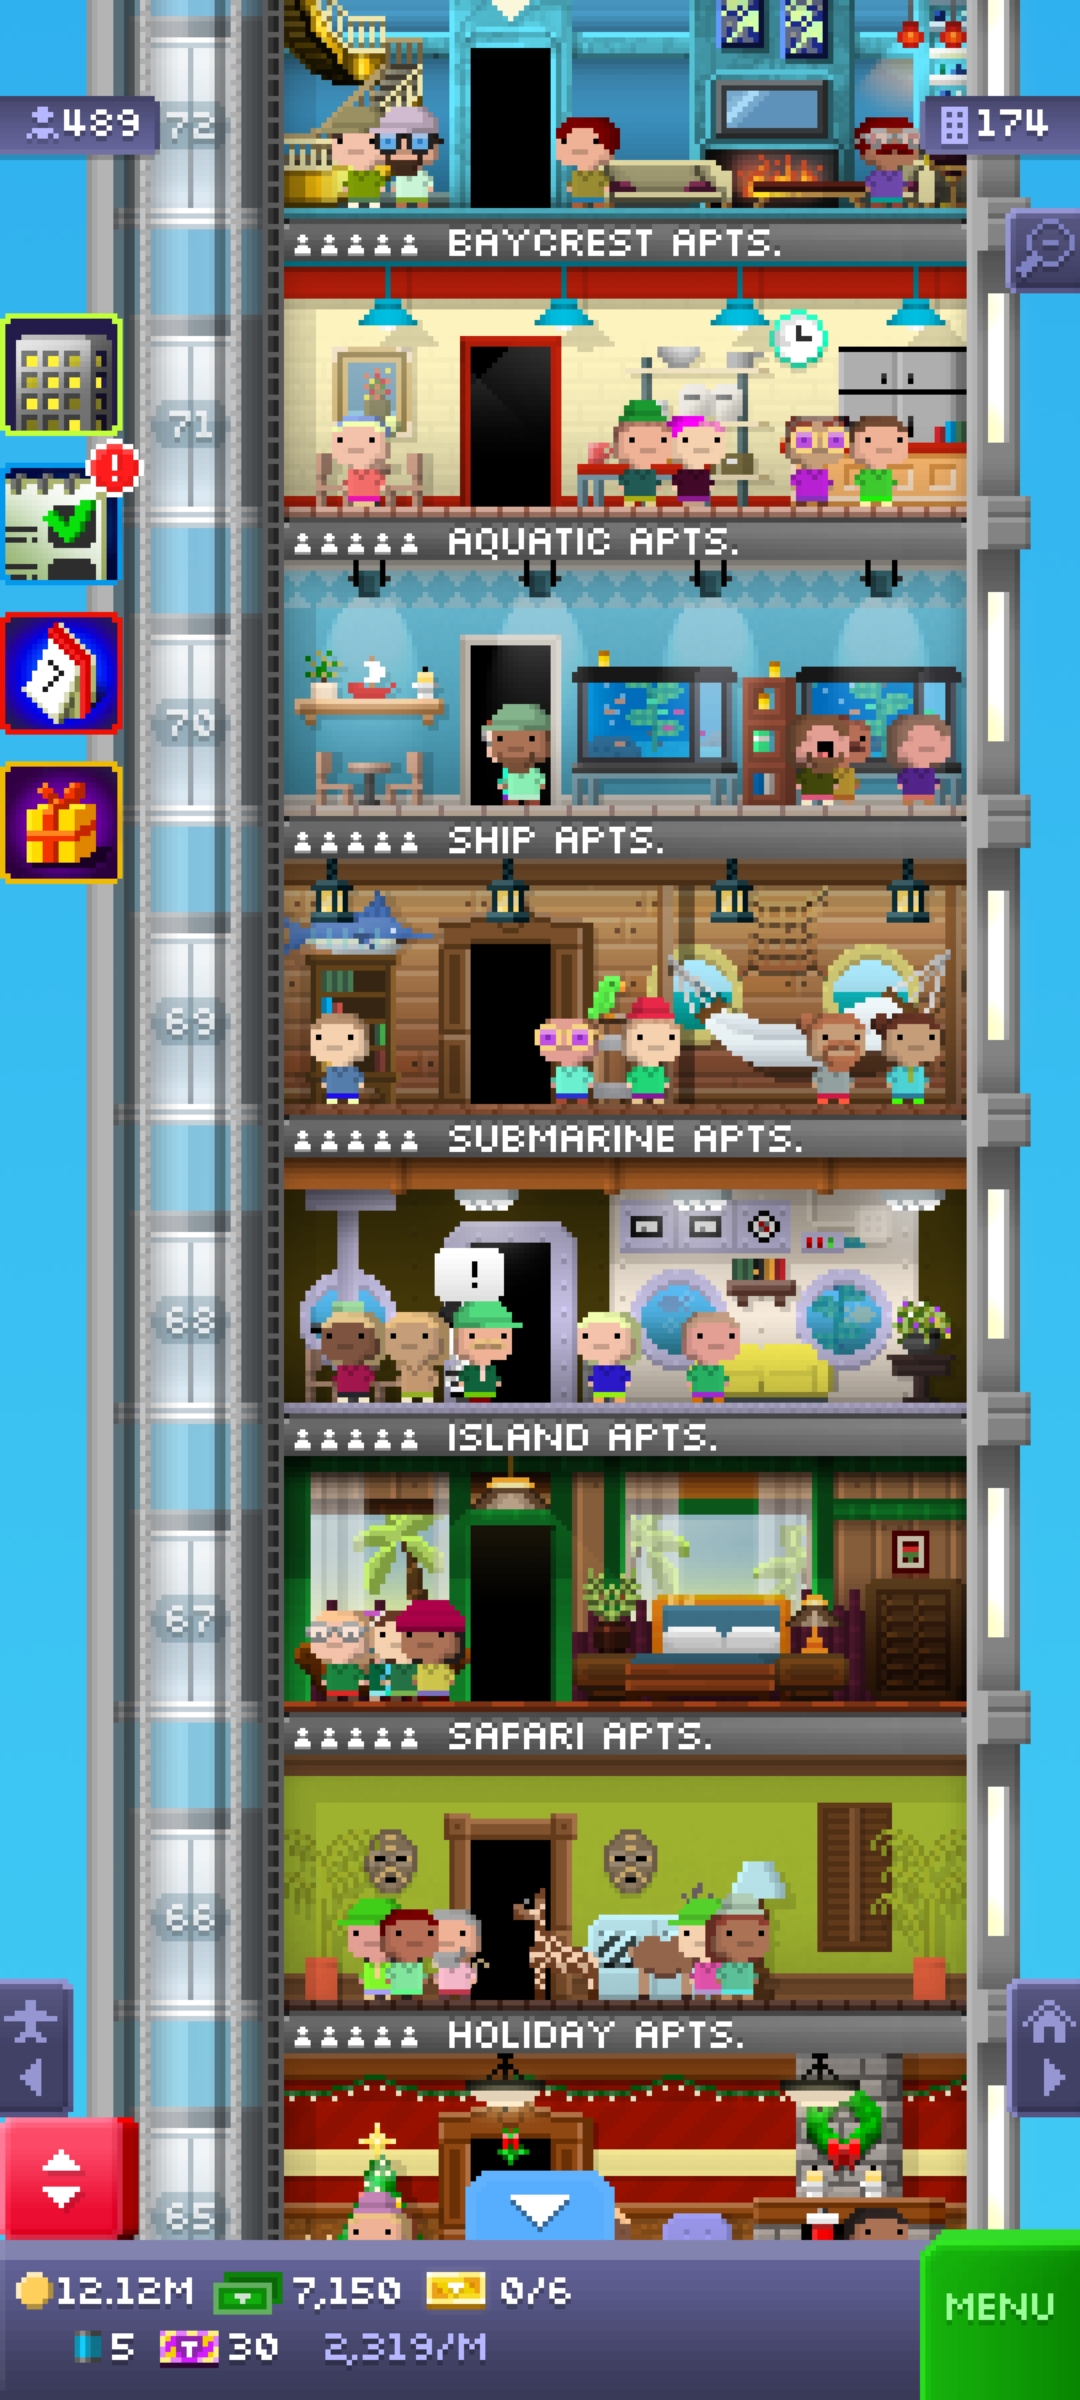 489
72
174
BAYCREST APTS.
71
AQUATIC APTS.
70
SHIP APTS.
69
SUBMARINE APTS.
!
68
ISLAND APTS.
67
SAFARI APTS.
66
HOLIDAY APTS.
65
12.12M 7,150 0/6
MENU
5 T 30 2,319/M